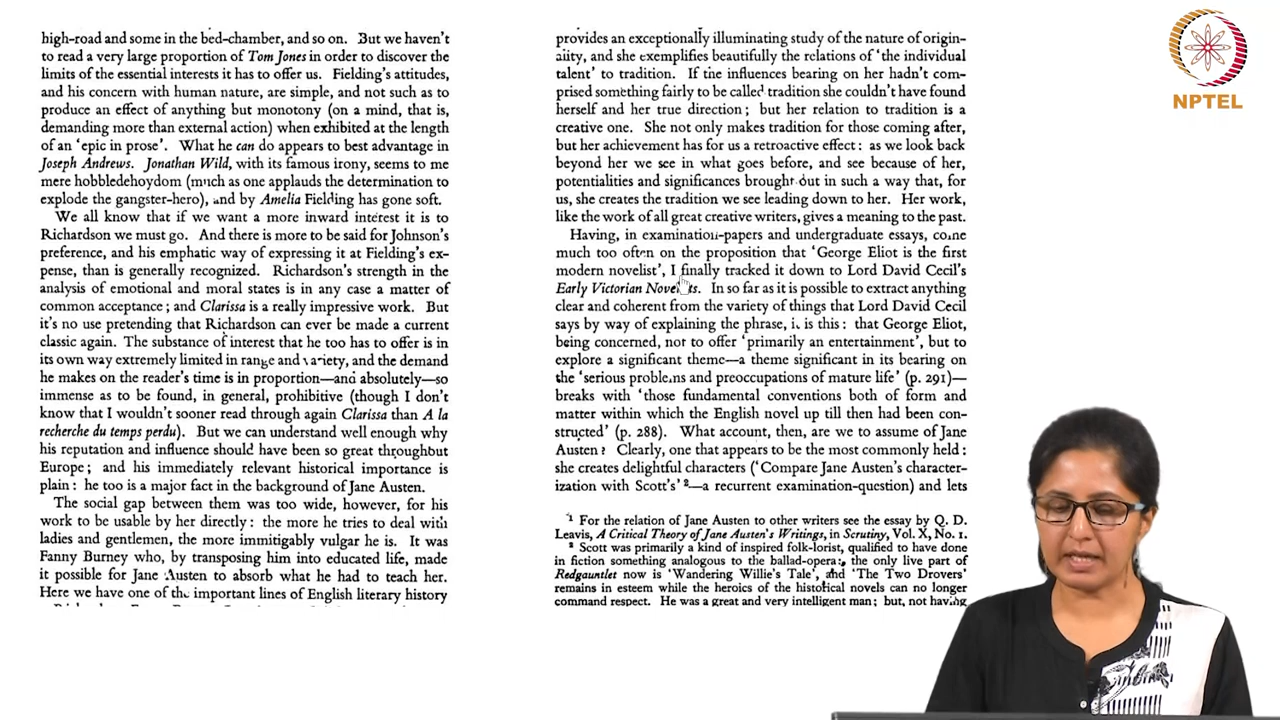 high-road and some in the bed-chamber, and so on. But we haven't
to read a very large proportion of Tom Jones in order to discover the
limits of the essential interests it has to offer us. Fielding's attitudes,
and his concern with human nature, are simple, and not such as to
produce an effect of anything but monotony (on a mind, that is,
demanding more than external action) when exhibited at the length
of an 'epic in prose'. What he can do appears to best advantage in
Joseph Andrews. Jonathan Wild, with its famous irony, seems to me
mere hobbledehoydom (much as one applauds the determination to
explode the gangster-hero), and by Amelia Fielding has gone soft.
We all know that if we want a more inward interest it is to
Richardson we must go. And there is more to be said for Johnson's
preference, and his emphatic way of expressing it at Fielding's ex-
pense, than is generally recognized. Richardson's strength in the
analysis of emotional and moral states is in any case a matter of
common acceptance; and Clarissa is a really impressive work. But
it's no use pretending that Richardson can ever be made a current
classic again. The substance of interest that he too has to offer is in
its own way extremely limited in range and variety, and the demand
he makes on the reader's time is in proportion—and absolutely—so
immense as to be found, in general, prohibitive (though I don't
know that I wouldn't sooner read through again Clarissa than A la
recherche du temps perdu). But we can understand well enough why
his reputation and influence should have been so great throughout
Europe; and his immediately relevant historical importance is
plain: he too is a major fact in the background of Jane Austen.
The social gap between them was too wide, however, for his
work to be usable by her directly: the more he tries to deal with
ladies and gentlemen, the more immitigably vulgar he is. It was
Fanny Burney who, by transposing him into educated life, made
it possible for Jane Austen to absorb what he had to teach her.
Here we have one of the important lines of English literary history
provides an exceptionally illuminating study of the nature of origin-
ality, and she exemplifies beautifully the relations of 'the individual
talent' to tradition. If the influences bearing on her hadn't com-
prised something fairly to be called tradition she couldn't have found
herself and her true direction; but her relation to tradition is a
creative one. She not only makes tradition for those coming after,
but her achievement has for us a retroactive effect: as we look back
beyond her we see in what goes before, and see because of her,
potentialities and significances brought out in such a way that, for
us, she creates the tradition we see leading down to her. Her work,
like the work of all great creative writers, gives a meaning to the past.
Having, in examination-papers and undergraduate essays, come
much too often on the proposition that 'George Eliot is the first
modern novelist', I finally tracked it down to Lord David Cecil's
Early Victorian Novelists. In so far as it is possible to extract anything
clear and coherent from the variety of things that Lord David Cecil
says by way of explaining the phrase, it is this: that George Eliot,
being concerned, not to offer 'primarily an entertainment', but to
explore a significant theme—a theme significant in its bearing on
the 'serious problems and preoccupations of mature life' (p. 291)—
breaks with 'those fundamental conventions both of form and
matter within which the English novel up till then had been con-
structed' (p. 288). What account, then, are we to assume of Jane
Austen? Clearly, one that appears to be the most commonly held:
she creates delightful characters ('Compare Jane Austen's character-
ization with Scott's' ²—a recurrent examination-question) and lets
¹ For the relation of Jane Austen to other writers see the essay by Q. D.
Leavis, A Critical Theory of Jane Austen's Writings, in Scrutiny, Vol. X, No. 1.
² Scott was primarily a kind of inspired folk-lorist, qualified to have done
in fiction something analogous to the ballad-opera: the only live part of
Redgauntlet now is 'Wandering Willie's Tale', and 'The Two Drovers'
remains in esteem while the heroics of the historical novels can no longer
command respect. He was a great and very intelligent man; but, not having
NPTEL